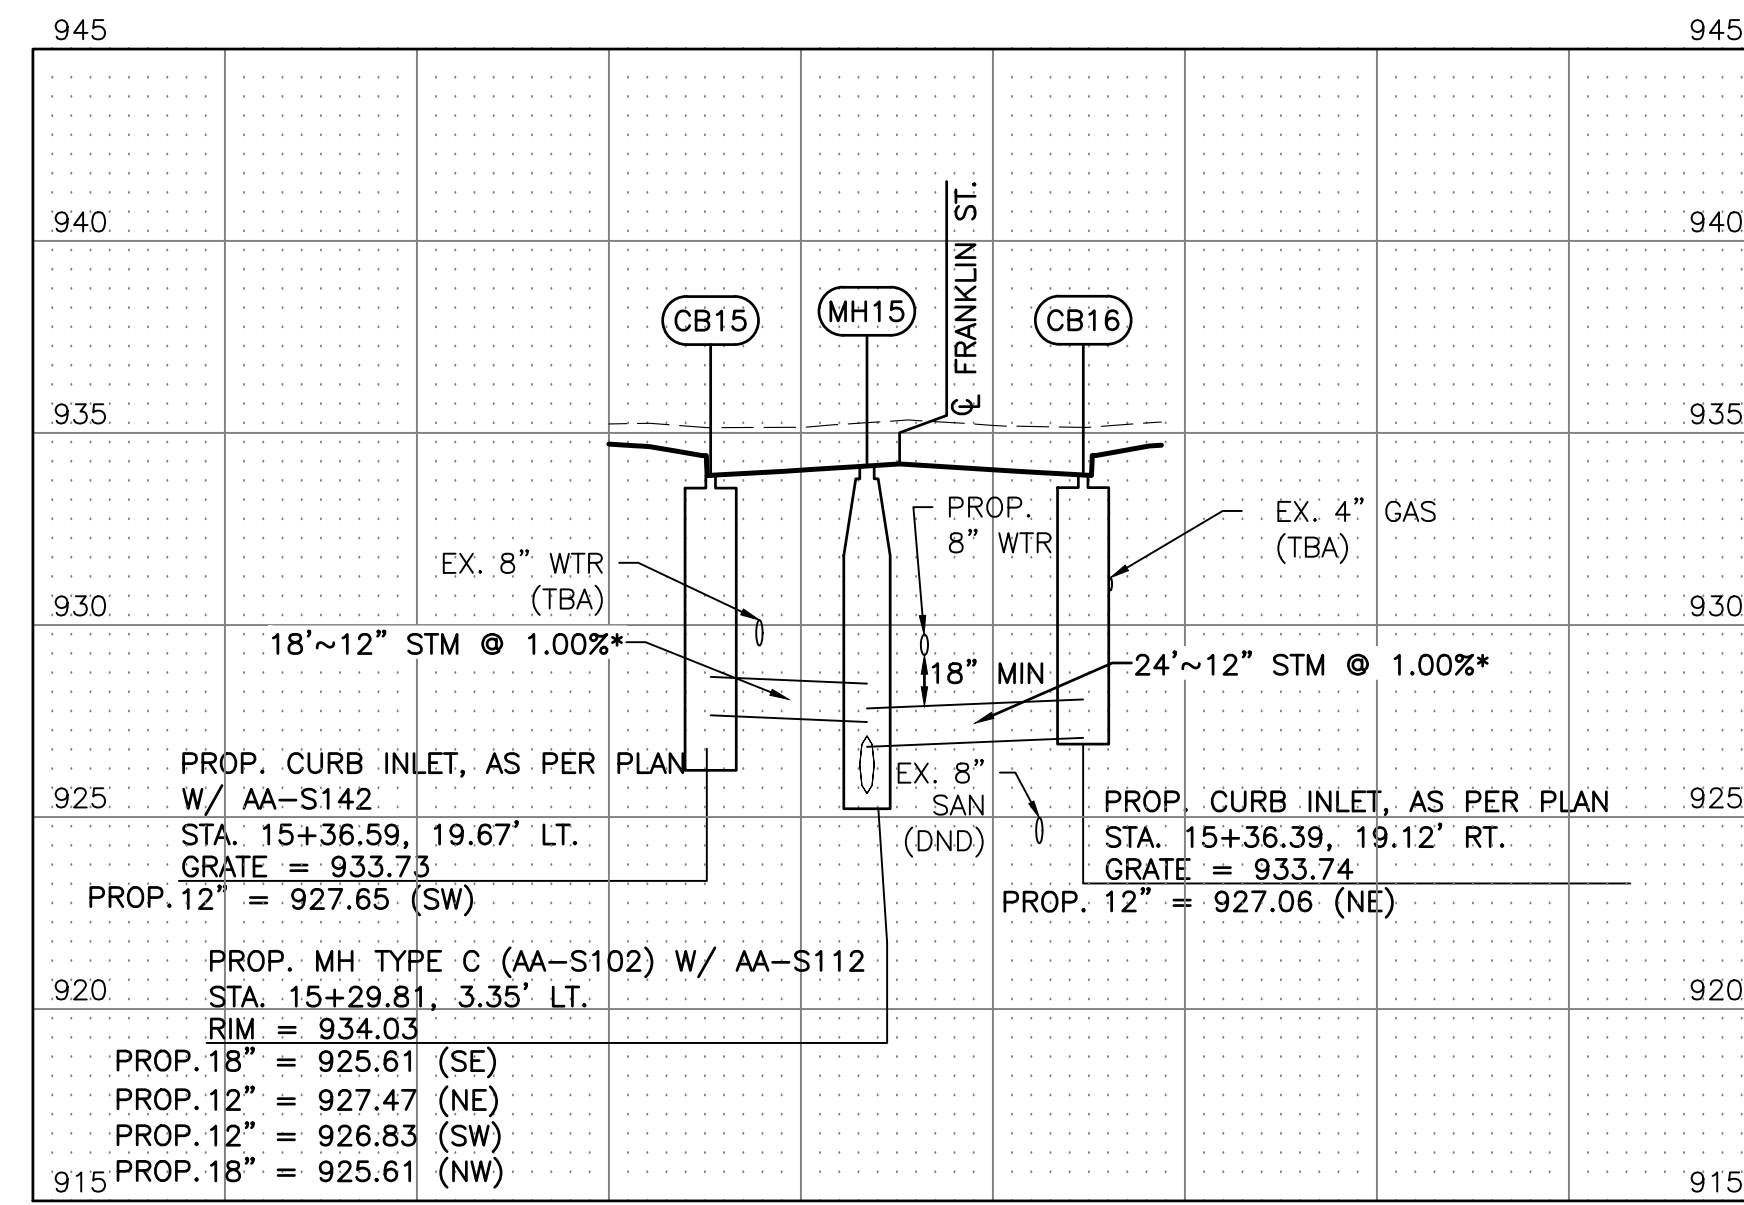 945 945
940 940
℄ FRANKLIN ST.
CB15 MH15 CB16
935 935
PROP.
8" WTR
EX. 4" GAS
(TBA)
EX. 8" WTR
(TBA)
930 930
18'~12" STM @ 1.00%*
18" MIN
24'~12" STM @ 1.00%*
PROP. CURB INLET, AS PER PLAN
W/ AA-S142
STA. 15+36.59, 19.67' LT.
GRATE = 933.73
PROP. 12" = 927.65 (SW)
EX. 8"
SAN
(DND)
925 925
PROP. CURB INLET, AS PER PLAN
STA. 15+36.39, 19.12' RT.
GRATE = 933.74
PROP. 12" = 927.06 (NE)
PROP. MH TYPE C (AA-S102) W/ AA-S112
920 920
STA. 15+29.81, 3.35' LT.
RIM = 934.03
PROP. 18" = 925.61 (SE)
PROP. 12" = 927.47 (NE)
PROP. 12" = 926.83 (SW)
PROP. 18" = 925.61 (NW)
915 915